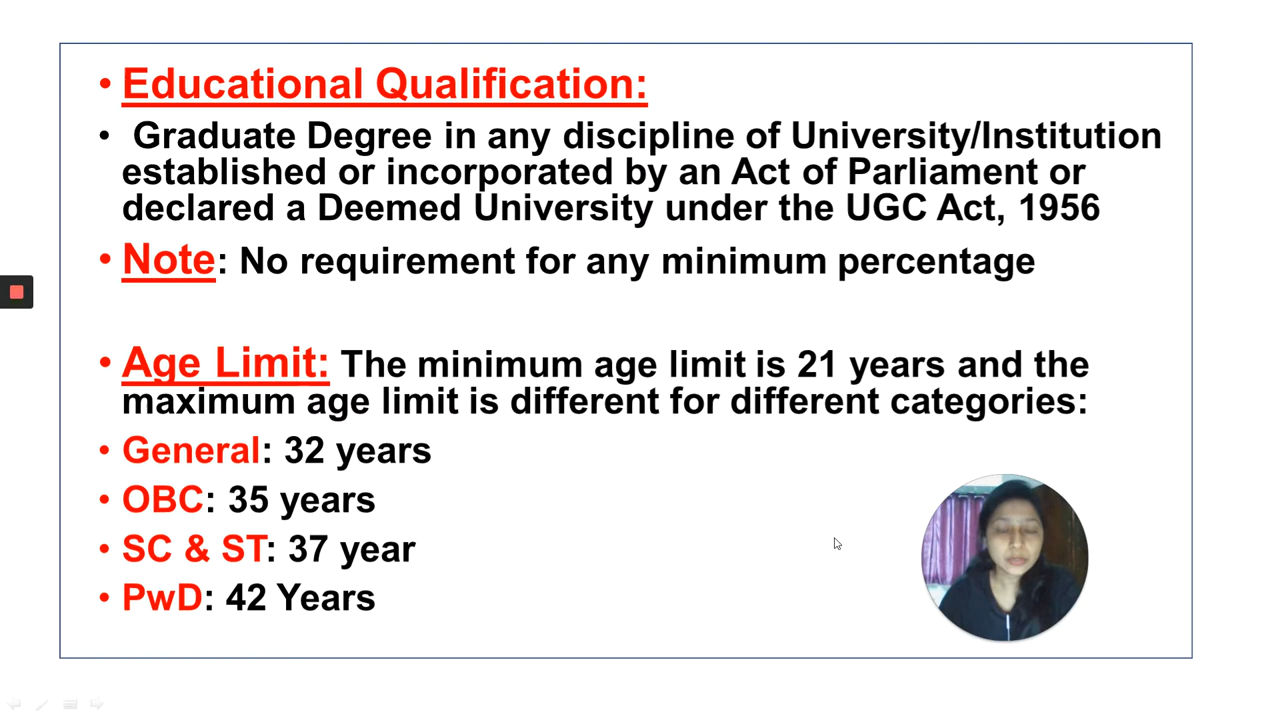 • Educational Qualification:
• Graduate Degree in any discipline of University/Institution
established or incorporated by an Act of Parliament or
declared a Deemed University under the UGC Act, 1956
• Note: No requirement for any minimum percentage
• Age Limit: The minimum age limit is 21 years and the
maximum age limit is different for different categories:
• General: 32 years
• OBC: 35 years
• SC & ST: 37 year
• PwD: 42 Years